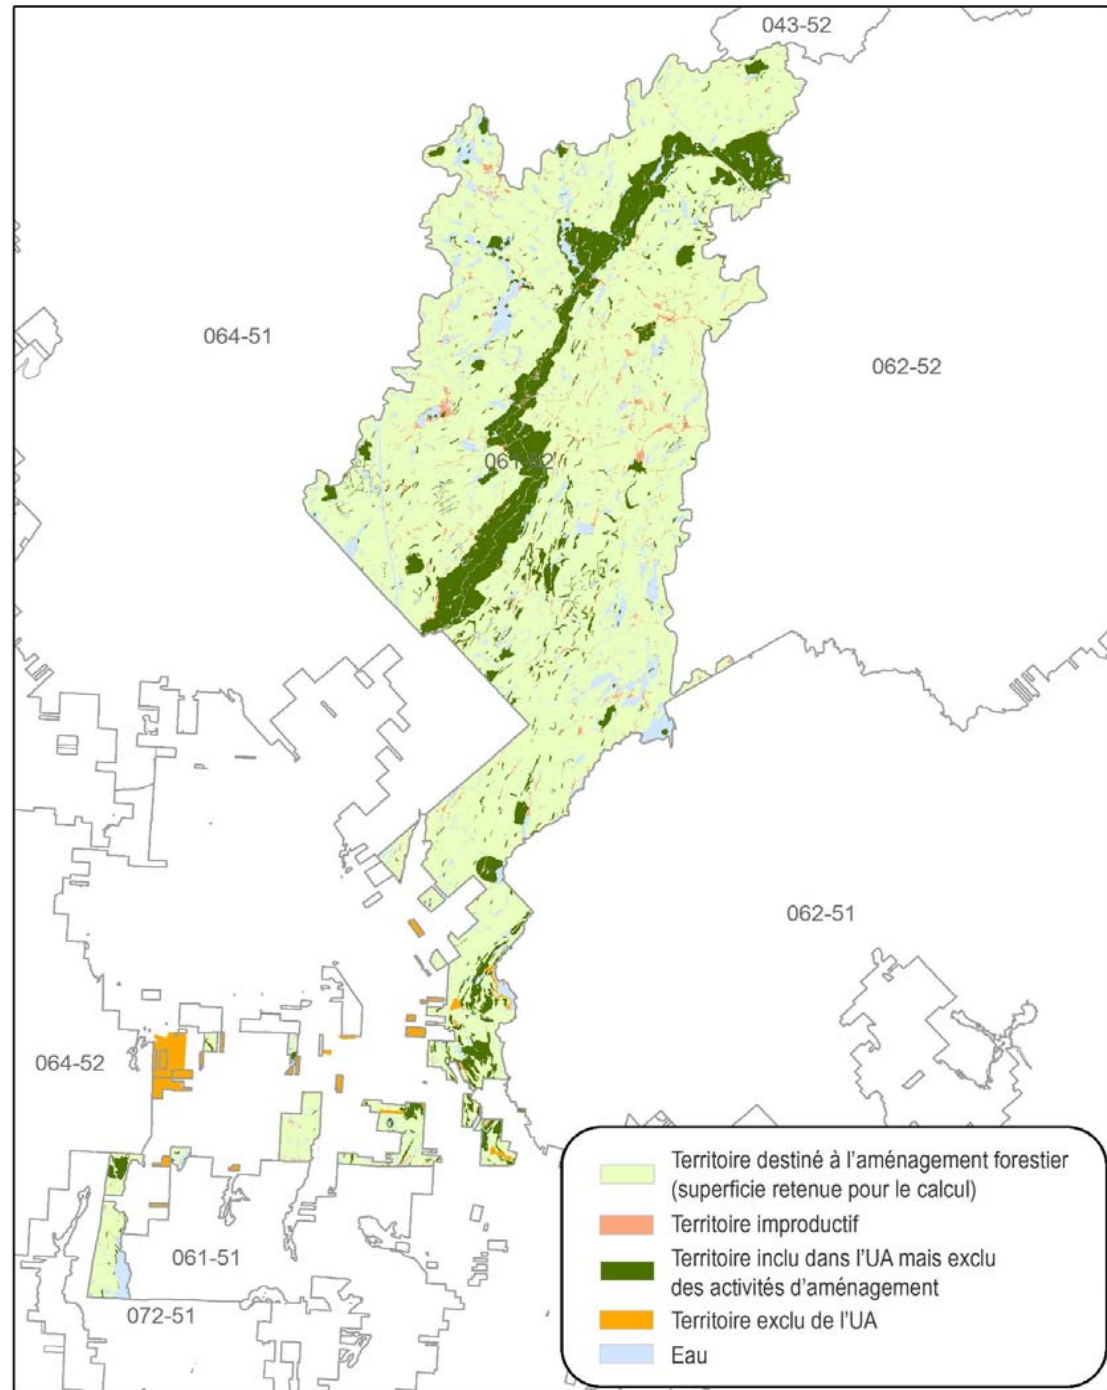 043-52
064-51
062-52
061-52
062-51
064-52
061-51
072-51
Territoire destiné à l'aménagement forestier
(superficie retenue pour le calcul)
Territoire improductif
Territoire inclu dans l'UA mais exclu
des activités d'aménagement
Territoire exclu de l'UA
Eau